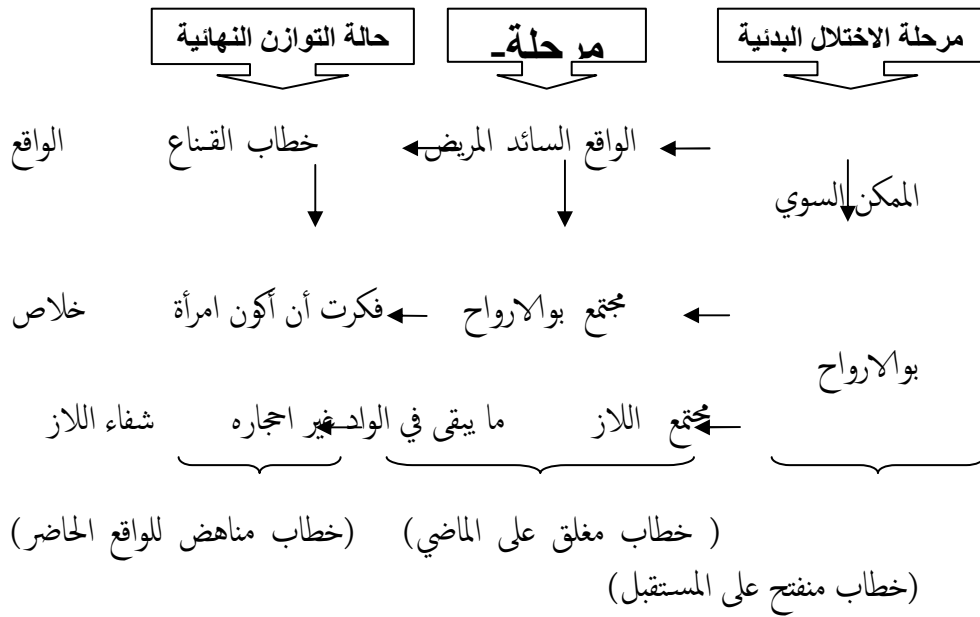 مرحلة الاختلال البدئية
مرحلة-
حالة التوازن النهائية
الواقع السائد المريض خطاب القناع الواقع
الممكن السوي
مجتمع بوالارواح فكرت أن أكون امرأة خلاص
بوالارواح
مجتمع اللاز ما يبقى في الواد غير احجاره شفاء اللاز
( خطاب مغلق على الماضي) (خطاب مناهض للواقع الحاضر)
(خطاب منفتح على المستقبل)